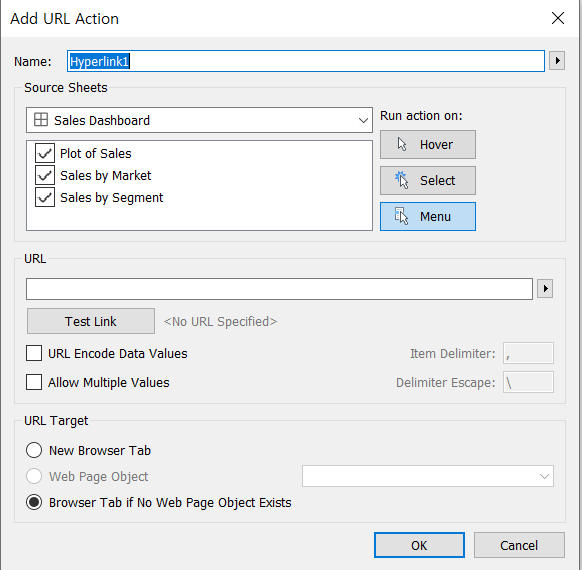 Add URL Action
Name: Hyperlink1
Source Sheets
Sales Dashboard
Run action on:
Plot of Sales
Sales by Market
Sales by Segment
Hover
Select
Menu
URL
Test Link <No URL Specified>
URL Encode Data Values Item Delimiter: ,
Allow Multiple Values Delimiter Escape: \
URL Target
New Browser Tab
Web Page Object
Browser Tab if No Web Page Object Exists
OK Cancel